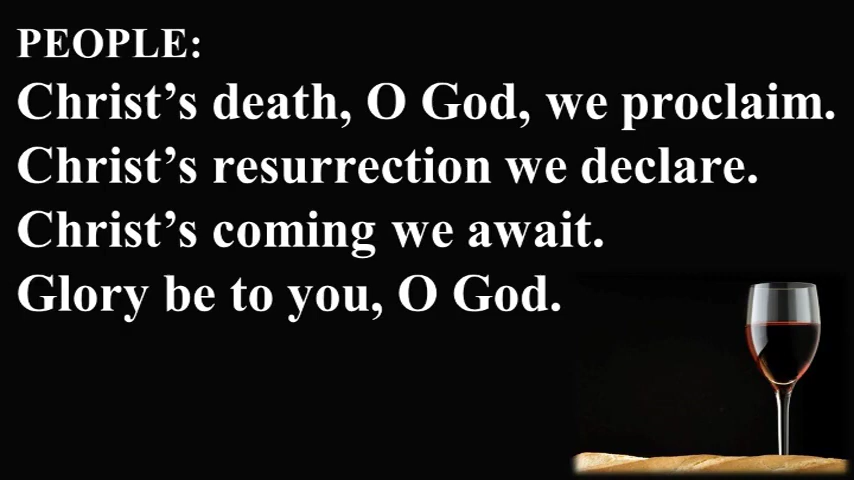 PEOPLE:
Christ’s death, O God, we proclaim.
Christ’s resurrection we declare.
Christ’s coming we await.
Glory be to you, O God.